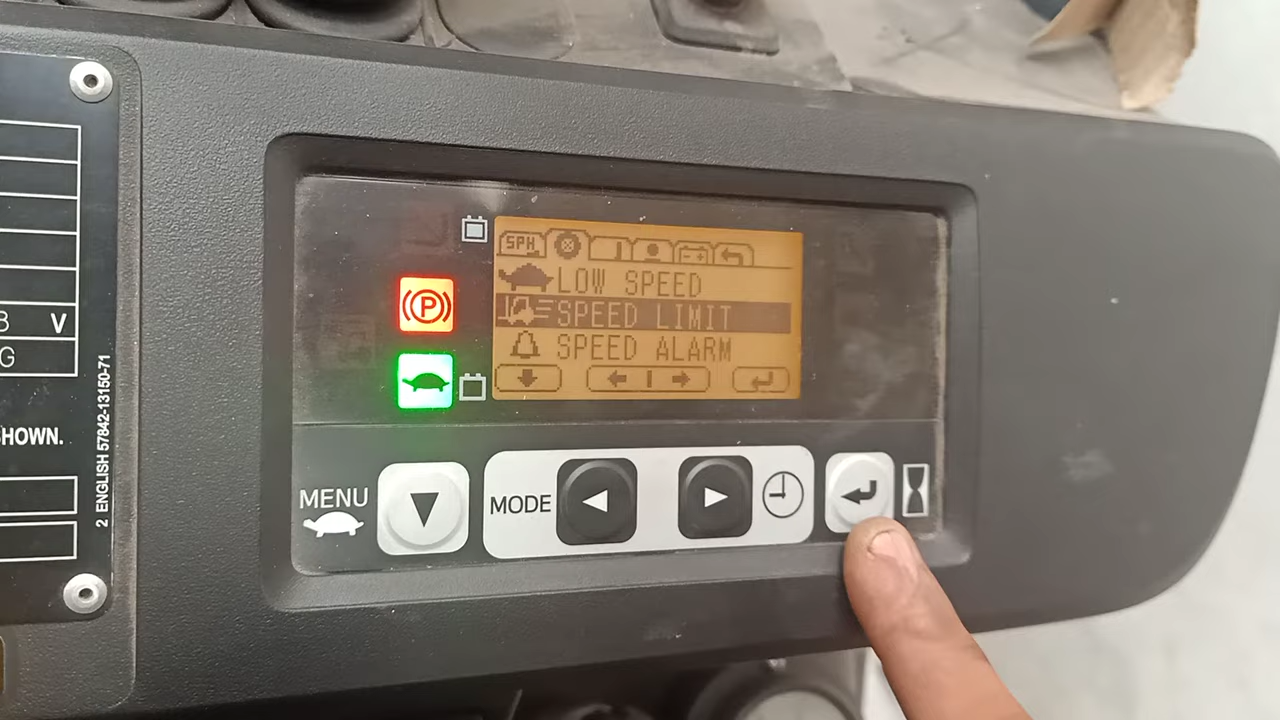 SPH
LOW SPEED
SPEED LIMIT
SPEED ALARM
P
V
G
HOWN.
2 ENGLISH 57842-13150-71
MENU
MODE